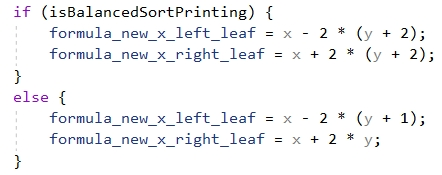 if (isBalancedSortPrinting) {
    formula_new_x_left_leaf = x - 2 * (y + 2);
    formula_new_x_right_leaf = x + 2 * (y + 2);
}
else {
    formula_new_x_left_leaf = x - 2 * (y + 1);
    formula_new_x_right_leaf = x + 2 * y;
}